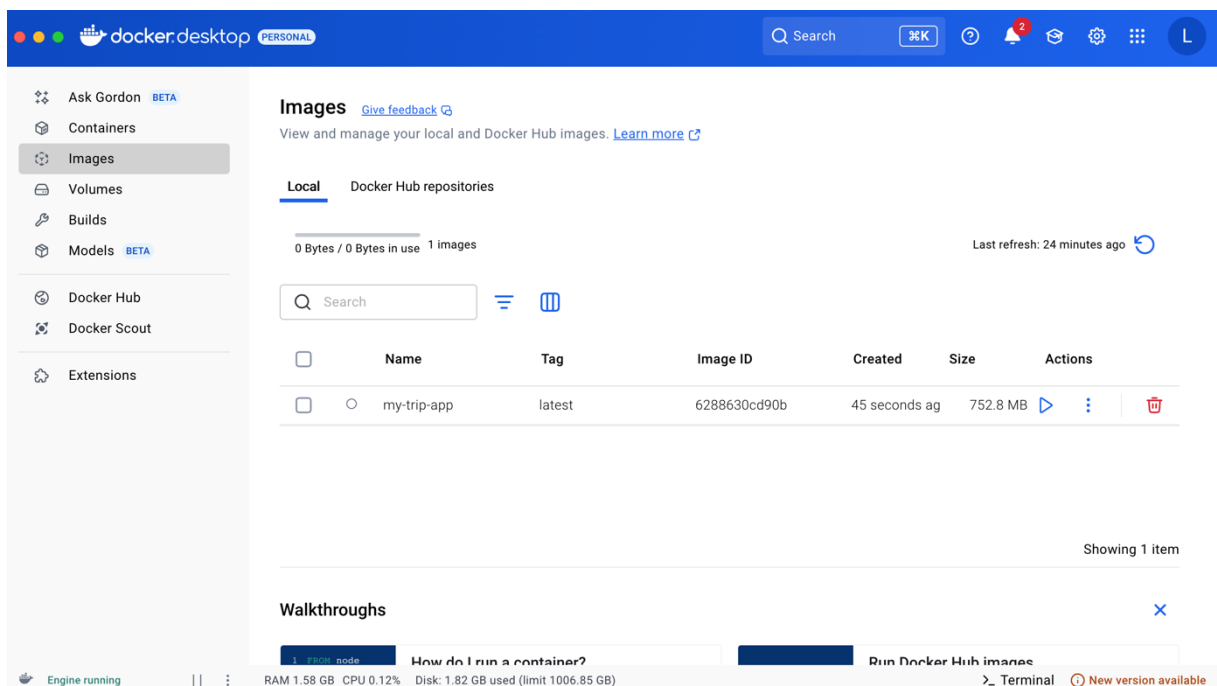 docker.desktop PERSONAL Search ⌘K 2 L
Ask Gordon BETA
Containers
Images
Volumes
Builds
Models BETA
Docker Hub
Docker Scout
Extensions
Images Give feedback
View and manage your local and Docker Hub images. Learn more
Local Docker Hub repositories
0 Bytes / 0 Bytes in use 1 images Last refresh: 24 minutes ago
Search
Name Tag Image ID Created Size Actions
my-trip-app latest 6288630cd90b 45 seconds ag 752.8 MB
Showing 1 item
Walkthroughs
1 FROM node How do I run a container? Run Docker Hub images
Engine running RAM 1.58 GB CPU 0.12% Disk: 1.82 GB used (limit 1006.85 GB) >_ Terminal New version available